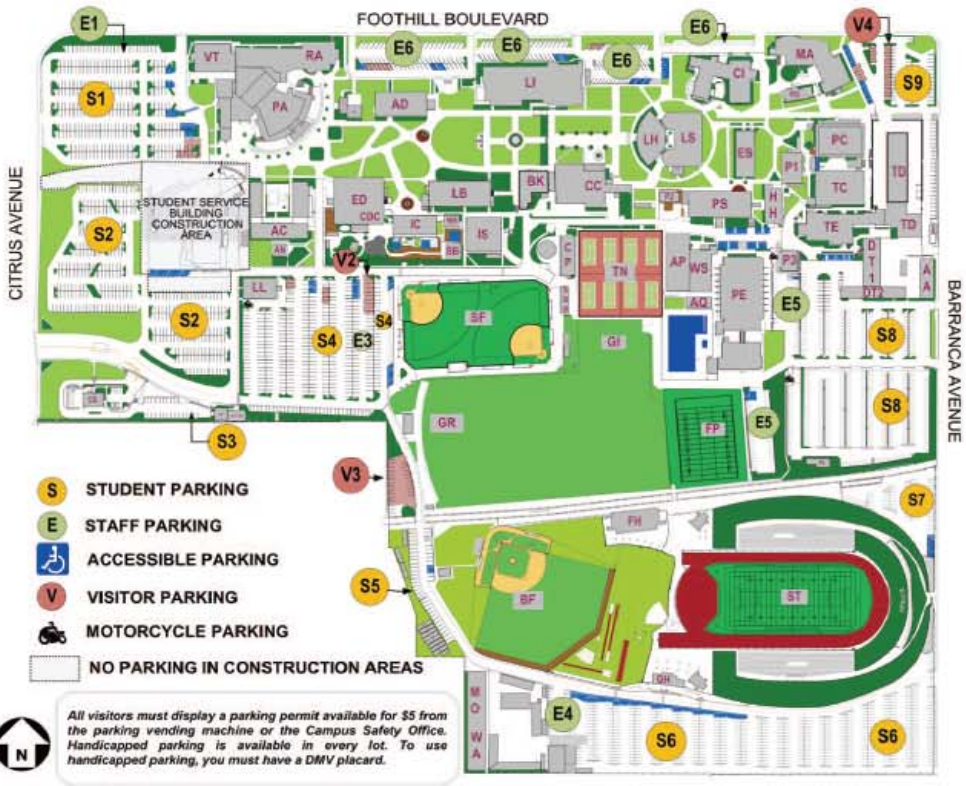 FOOTHILL BOULEVARD
E1
E6
E6
E6
E6
V4
VT
RA
PA
AD
LI
CI
MA
S1
S9
LH
LS
ES
P1
PC
TD
TC
CITRUS AVENUE
STUDENT SERVICE
BUILDING
CONSTRUCTION
AREA
S2
AC
ED
CDC
LB
IC
IS
BK
CC
PS
H
H
TE
TD
V2
CP
TN
AP
WS
PE
P3
D
T
1
DT2
A
A
LL
S2
S4
S4
E3
SF
AQ
E5
S8
GI
BARRANCA AVENUE
S8
S3
GR
FP
E5
V3
S7
S STUDENT PARKING
E STAFF PARKING
ACCESSIBLE PARKING
V VISITOR PARKING
MOTORCYCLE PARKING
NO PARKING IN CONSTRUCTION AREAS
FH
S5
BF
ST
M
O
W
A
E4
S6
S6
N
All visitors must display a parking permit available for $5 from
the parking vending machine or the Campus Safety Office.
Handicapped parking is available in every lot. To use
handicapped parking, you must have a DMV placard.